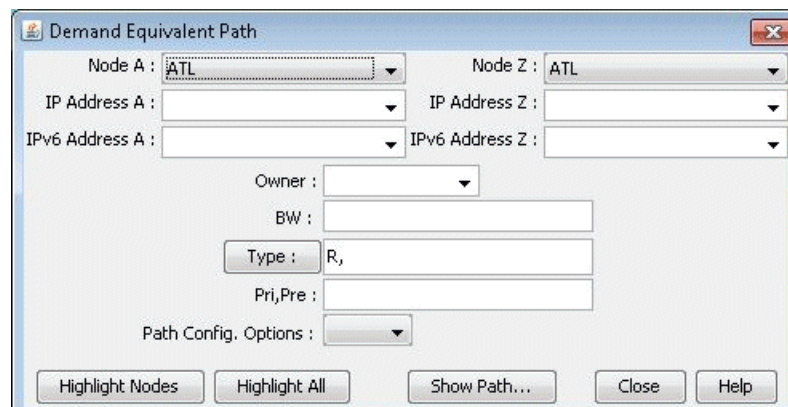 Demand Equivalent Path
Node A : ATL Node Z : ATL
IP Address A : IP Address Z :
IPv6 Address A : IPv6 Address Z :
Owner :
BW :
Type : R,
Pri,Pre :
Path Config. Options :
Highlight Nodes Highlight All Show Path... Close Help